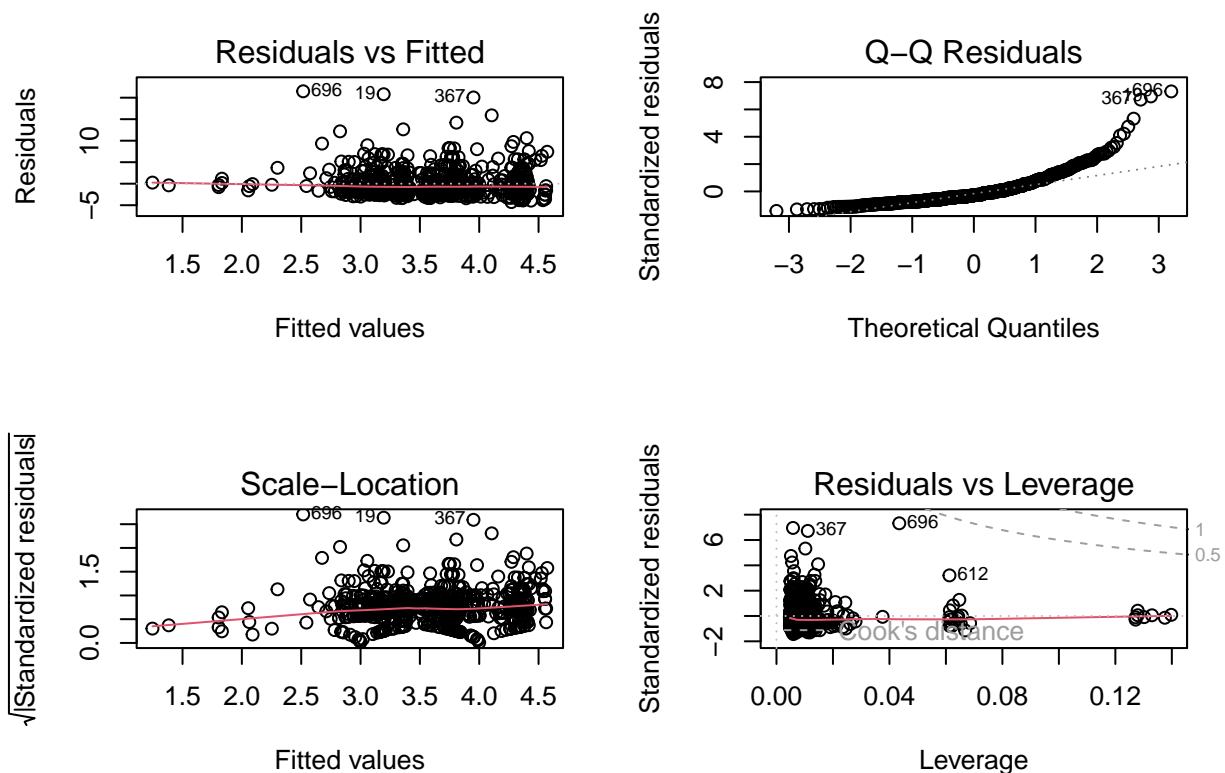 Residuals vs Fitted
Residuals
10
−5
696
19
367
1.5 2.0 2.5 3.0 3.5 4.0 4.5
Fitted values
Q−Q Residuals
Standardized residuals
8
4
0
696
367
−3 −2 −1 0 1 2 3
Theoretical Quantiles
Scale−Location
√|Standardized residuals|
1.5
0.0
696
19
367
1.5 2.0 2.5 3.0 3.5 4.0 4.5
Fitted values
Residuals vs Leverage
Standardized residuals
6
2
−2
367
696
612
1
0.5
Cook's distance
0.00 0.04 0.08 0.12
Leverage